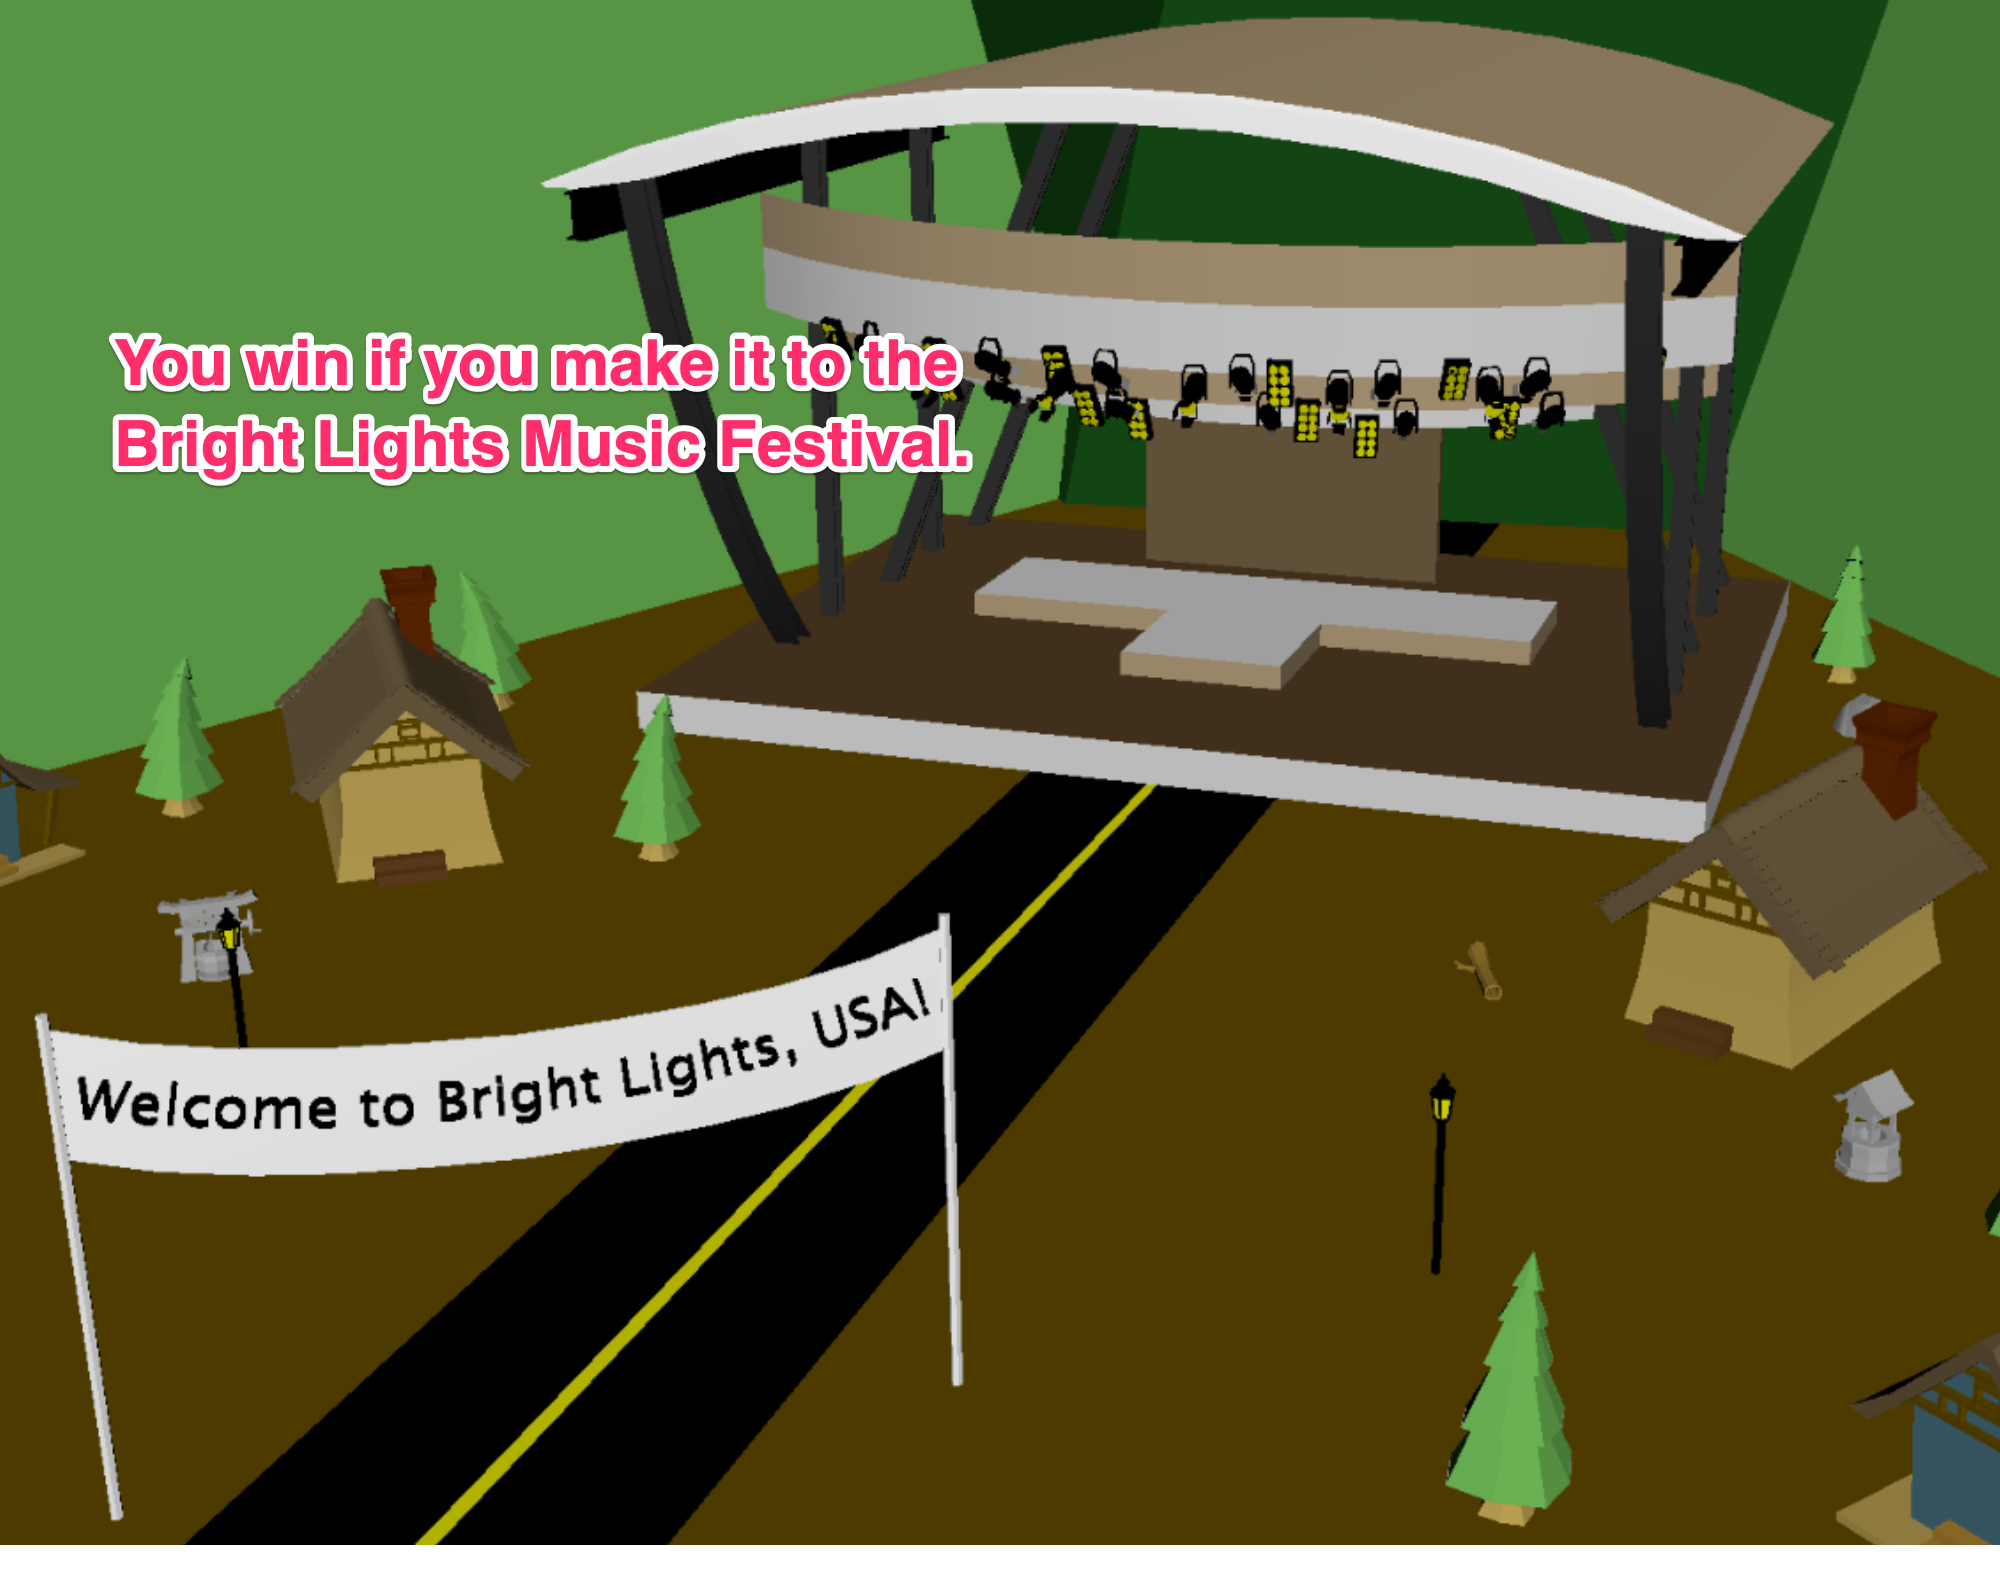 You win if you make it to the
Bright Lights Music Festival.
Welcome to Bright Lights, USA!